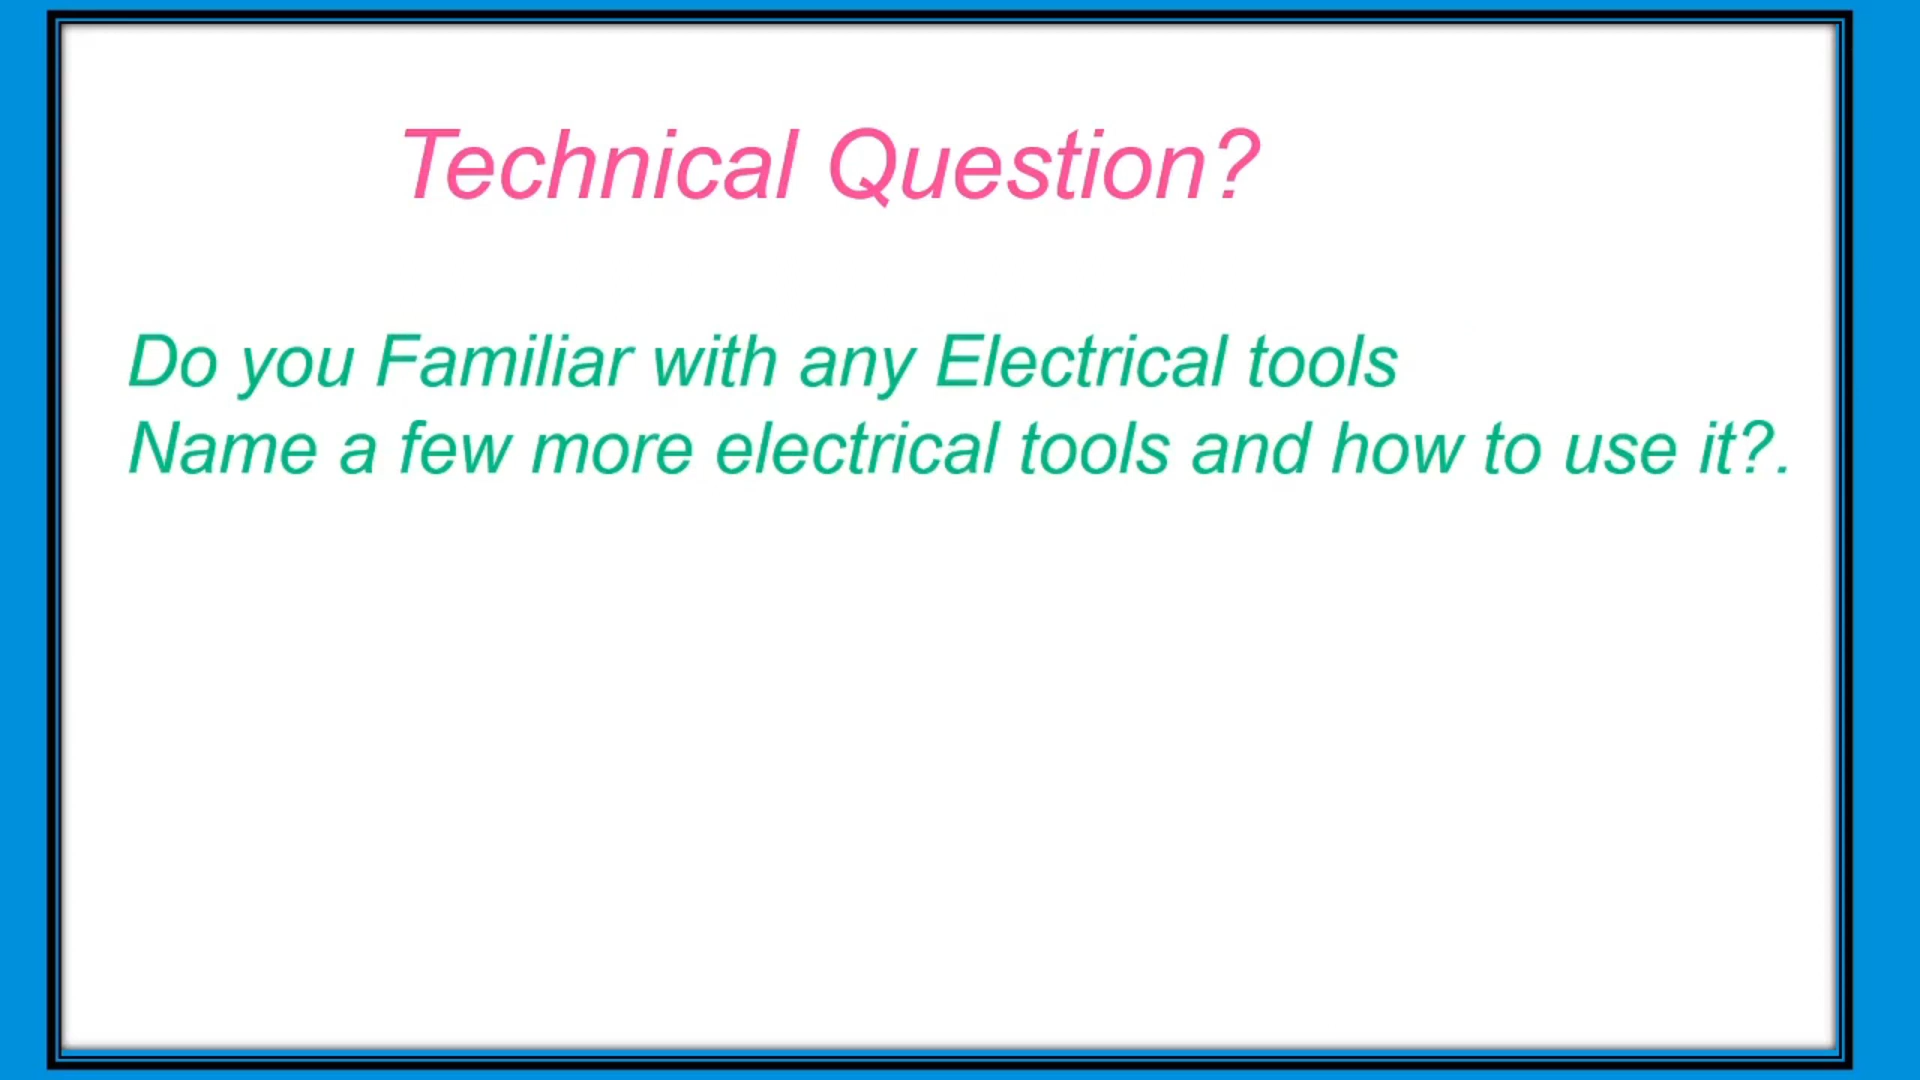 Technical Question?
Do you Familiar with any Electrical tools
Name a few more electrical tools and how to use it?.